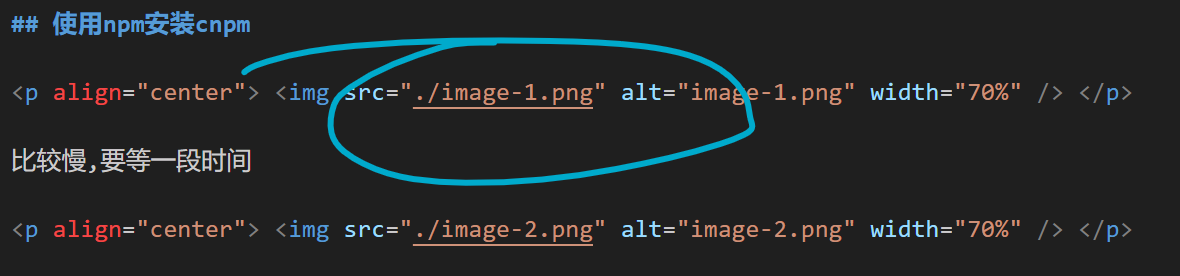 ## 使用npm安装cnpm
<p align="center"> <img src="./image-1.png" alt="image-1.png" width="70%" /> </p>
比较慢,要等一段时间
<p align="center"> <img src="./image-2.png" alt="image-2.png" width="70%" /> </p>